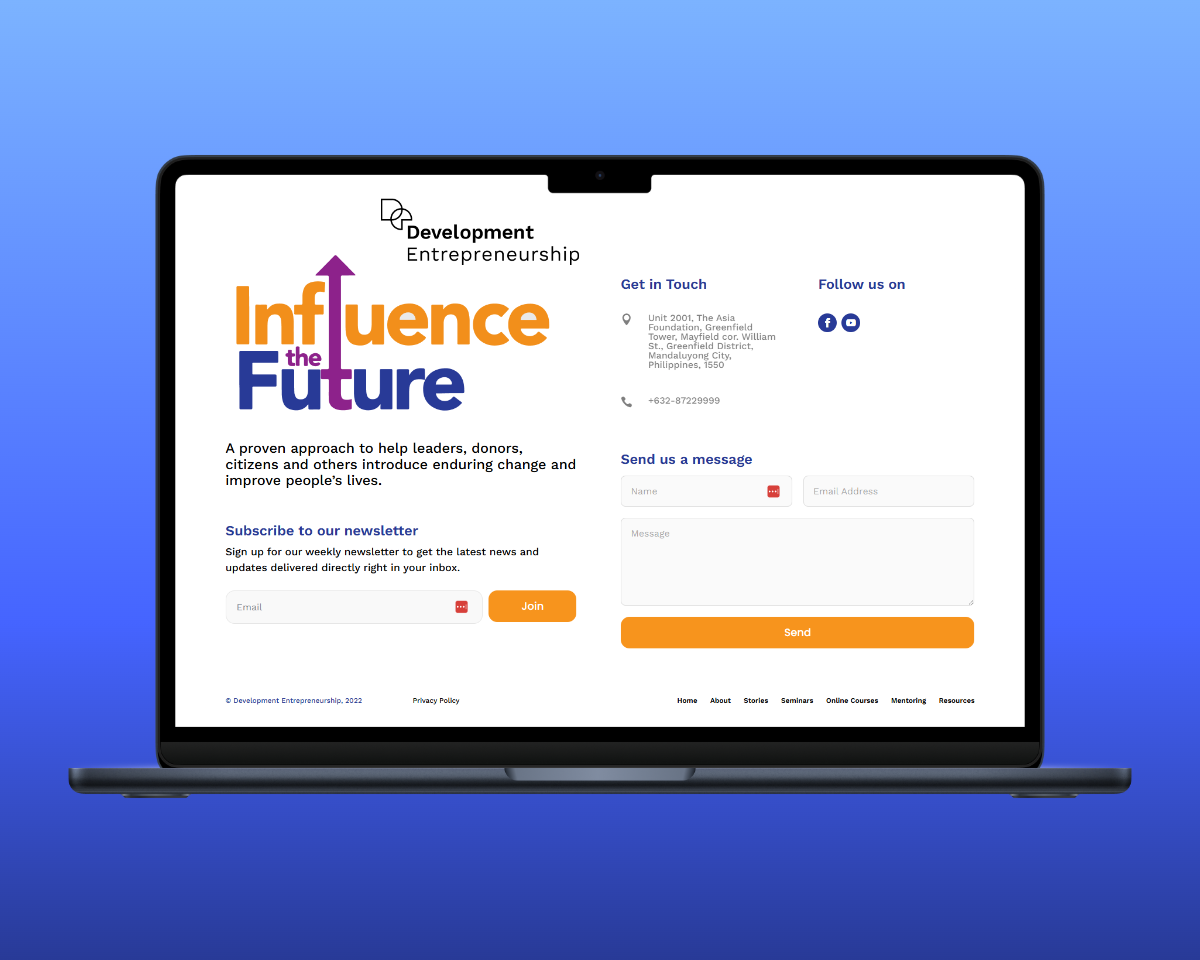 Development
Entrepreneurship
Influence
the
Future
A proven approach to help leaders, donors,
citizens and others introduce enduring change and
improve people's lives.
Subscribe to our newsletter
Sign up for our weekly newsletter to get the latest news and
updates delivered directly right in your inbox.
Email
Join
Get in Touch
Unit 2001, The Asia
Foundation, Greenfield
Tower, Mayfield cor. William
St., Greenfield District,
Mandaluyong City,
Philippines, 1550
+632-87229999
Follow us on
Send us a message
Name
Email Address
Message
Send
© Development Entrepreneurship, 2022
Privacy Policy
Home About Stories Seminars Online Courses Mentoring Resources